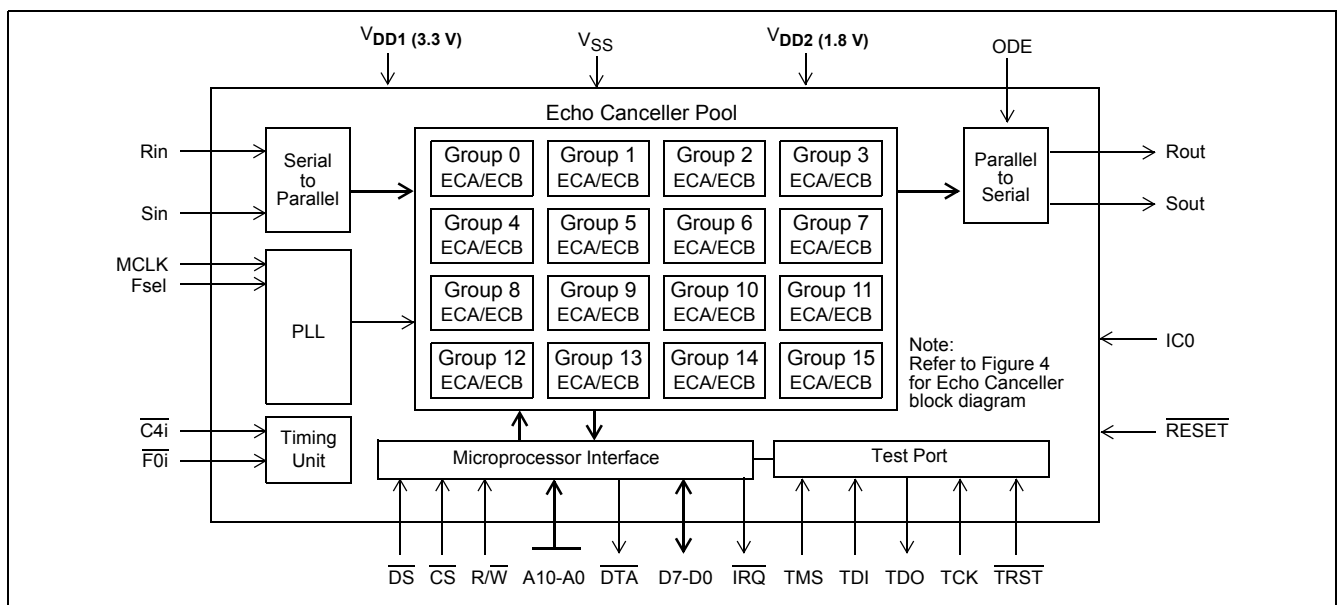 VDD1 (3.3 V)
VSS
VDD2 (1.8 V)
ODE
Echo Canceller Pool
Rin
Sin
Serial
to
Parallel
Group 0
ECA/ECB
Group 1
ECA/ECB
Group 2
ECA/ECB
Group 3
ECA/ECB
Parallel
to
Serial
Rout
Sout
Group 4
ECA/ECB
Group 5
ECA/ECB
Group 6
ECA/ECB
Group 7
ECA/ECB
MCLK
Fsel
PLL
Group 8
ECA/ECB
Group 9
ECA/ECB
Group 10
ECA/ECB
Group 11
ECA/ECB
Group 12
ECA/ECB
Group 13
ECA/ECB
Group 14
ECA/ECB
Group 15
ECA/ECB
Note:
Refer to Figure 4
for Echo Canceller
block diagram
IC0
RESET
C4i
F0i
Timing
Unit
Microprocessor Interface
Test Port
DS
CS
R/W
A10-A0
DTA
D7-D0
IRQ
TMS
TDI
TDO
TCK
TRST